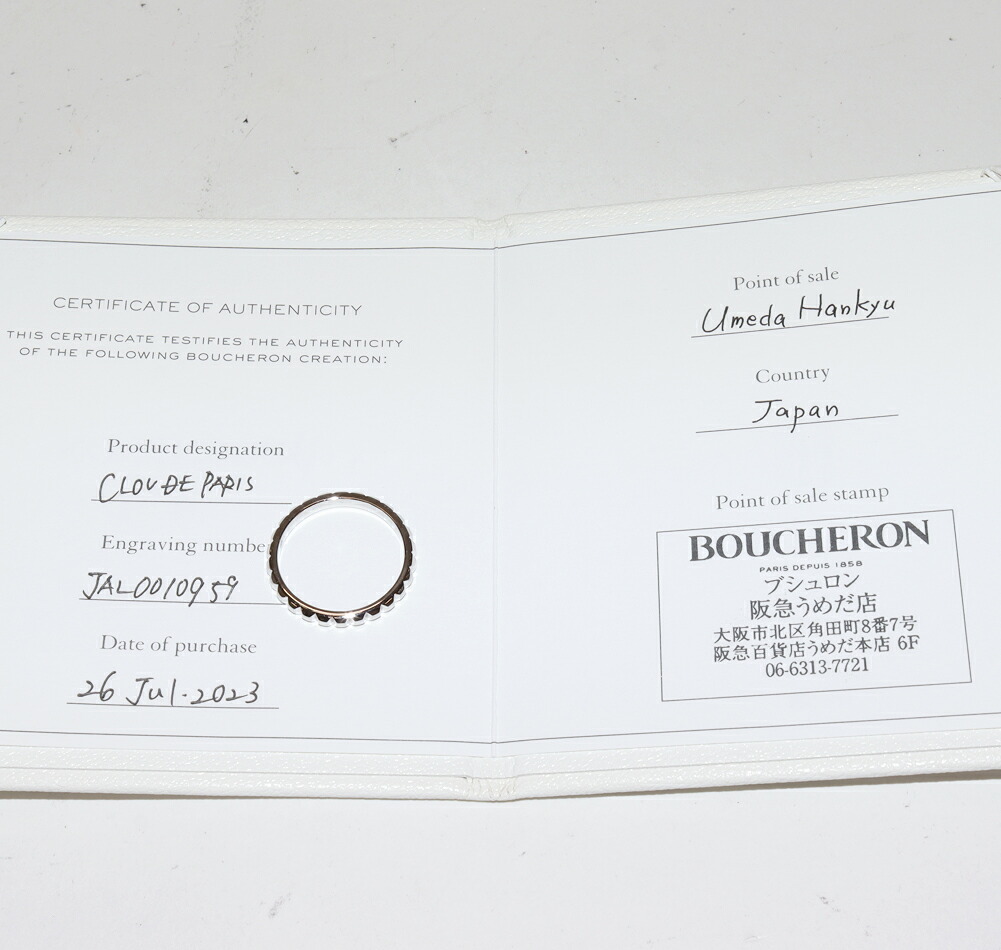 CERTIFICATE OF AUTHENTICITY
THIS CERTIFICATE TESTIFIES THE AUTHENTICITY
OF THE FOLLOWING BOUCHERON CREATION:
Product designation
CLOU DE PARIS
Engraving numbe
JAL0010959
Date of purchase
26 Jul. 2023
Point of sale
Umeda Hankyu
Country
Japan
Point of sale stamp
BOUCHERON
PARIS DEPUIS 1858
ブシュロン
阪急うめだ店
大阪市北区角田町8番7号
阪急百貨店うめだ本店 6F
06-6313-7721